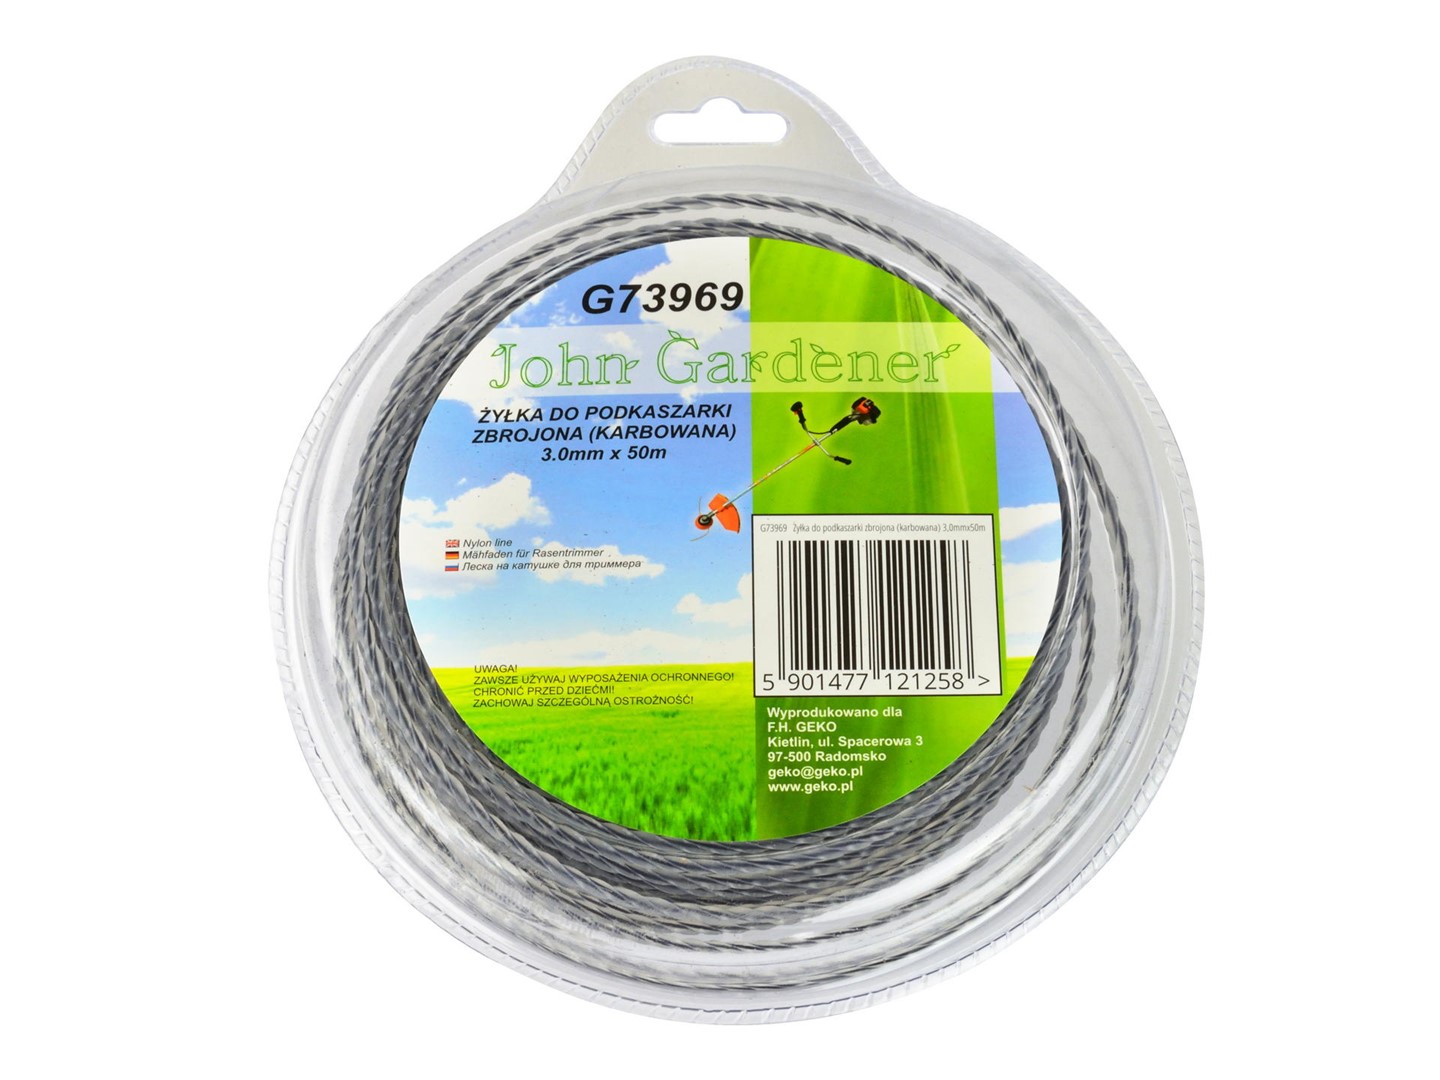 G73969
John Gardener
ŻYŁKA DO PODKASZARKI
ZBROJONA (KARBOWANA)
3.0mm x 50m
Nylon line
Mähfaden für Rasentrimmer .
Леска на катушке для триммера
UWAGA!
ZAWSZE UŻYWAJ WYPOSAŻENIA OCHRONNEGO!
CHRONIĆ PRZED DZIEĆMI!
ZACHOWAJ SZCZEGÓLNĄ OSTROŻNOŚĆ!
G73969 Żyłka do podkaszarki zbrojona (karbowana) 3,0mmx50m
5 901477 121258 >
Wyprodukowano dla
F.H. GEKO
Kietlin, ul. Spacerowa 3
97-500 Radomsko
geko@geko.pl
www.geko.pl